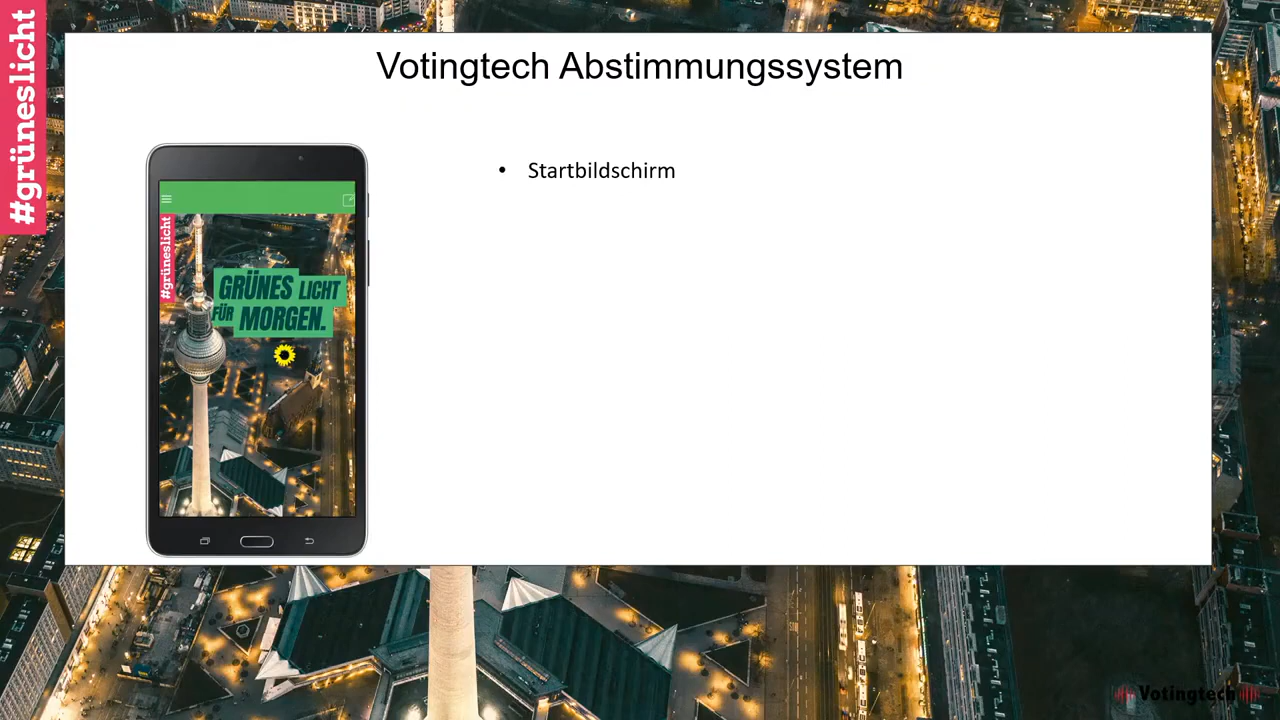 #grüneslicht
Votingtech Abstimmungssystem
• Startbildschirm
#grüneslicht
GRÜNES LICHT
FÜR MORGEN.
Votingtech